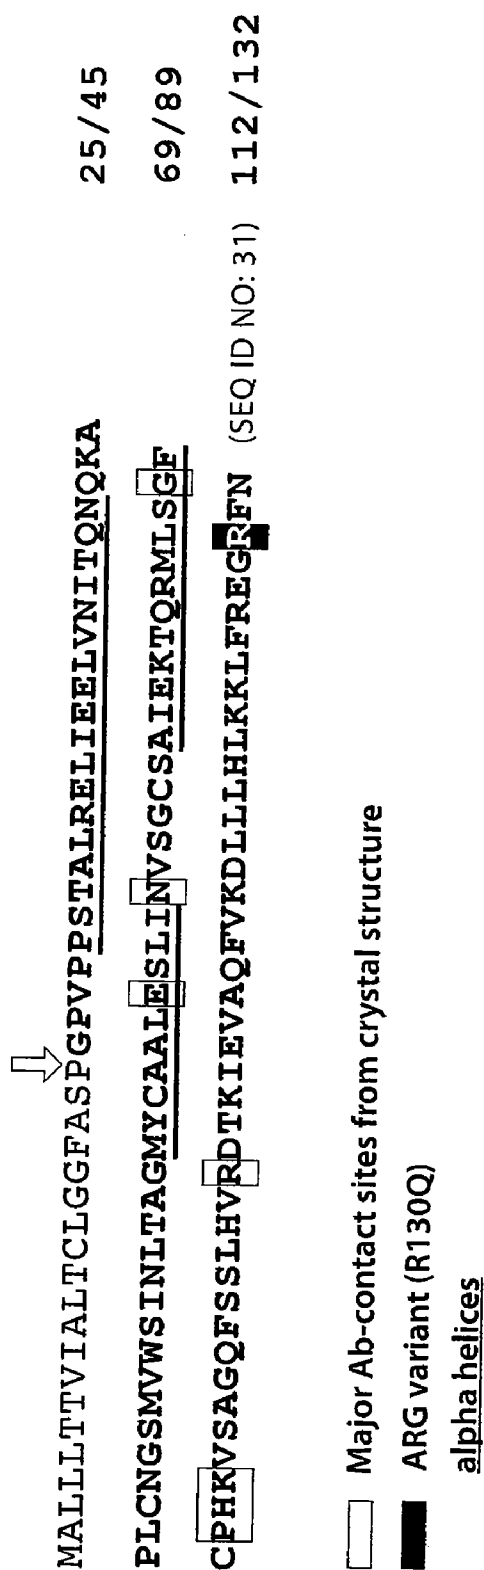 MALLLTTVIALTCLGGFASPGPVPPSTALRELIEELVNITQNQKA 25/45
PLCNGSMVWSINLTAGMYCAALESLINVSGCSAIEKTQRMLSGF 69/89
CPHKVSAGQFSSLHVRDTKIEVAQFVKDLLLHLKKLFREGRFN (SEQ ID NO: 31) 112/132
Major Ab-contact sites from crystal structure
ARG variant (R130Q)
alpha helices